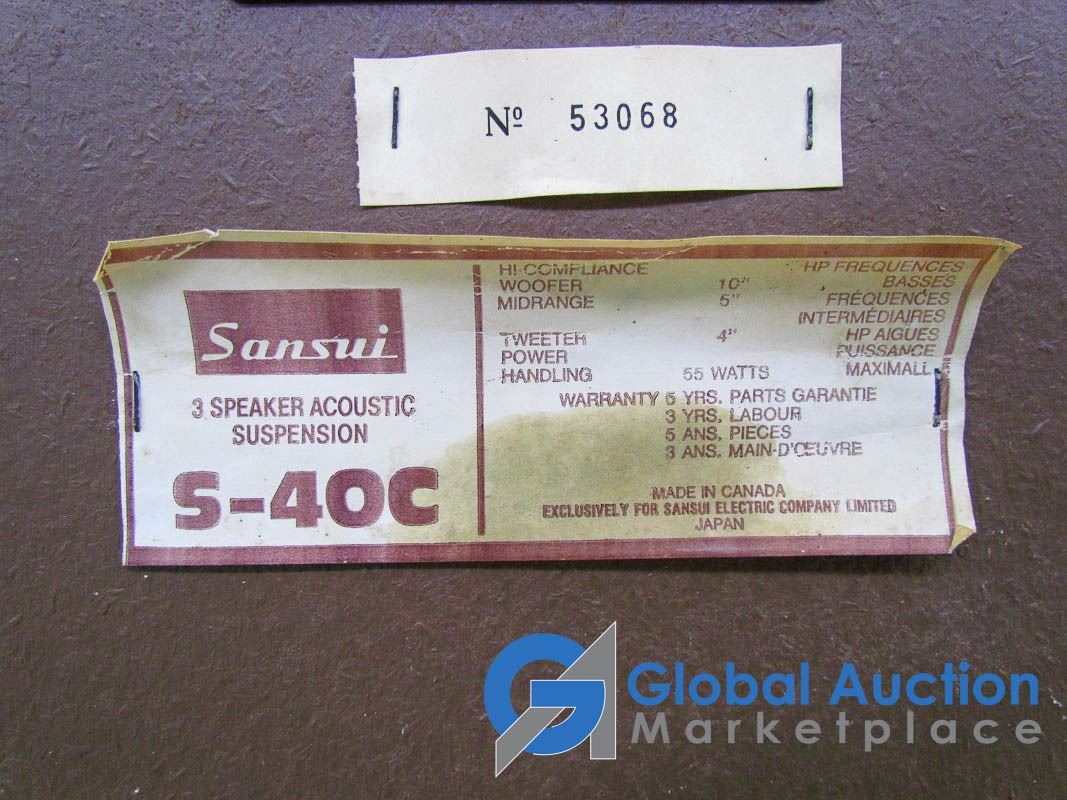 Nº 53068
Sansui
3 SPEAKER ACOUSTIC
SUSPENSION
S-40C
HI-COMPLIANCE HP FREQUENCES
WOOFER 10" BASSES
MIDRANGE 5" FRÉQUENCES
INTERMÉDIAIRES
TWEETER 4" HP AIGUES
POWER PUISSANCE
HANDLING 55 WATTS MAXIMALL
WARRANTY 5 YRS. PARTS GARANTIE
3 YRS. LABOUR
5 ANS. PIECES
3 ANS. MAIN-D'ŒUVRE
MADE IN CANADA
EXCLUSIVELY FOR SANSUI ELECTRIC COMPANY LIMITED
JAPAN
Global Auction
Marketplace